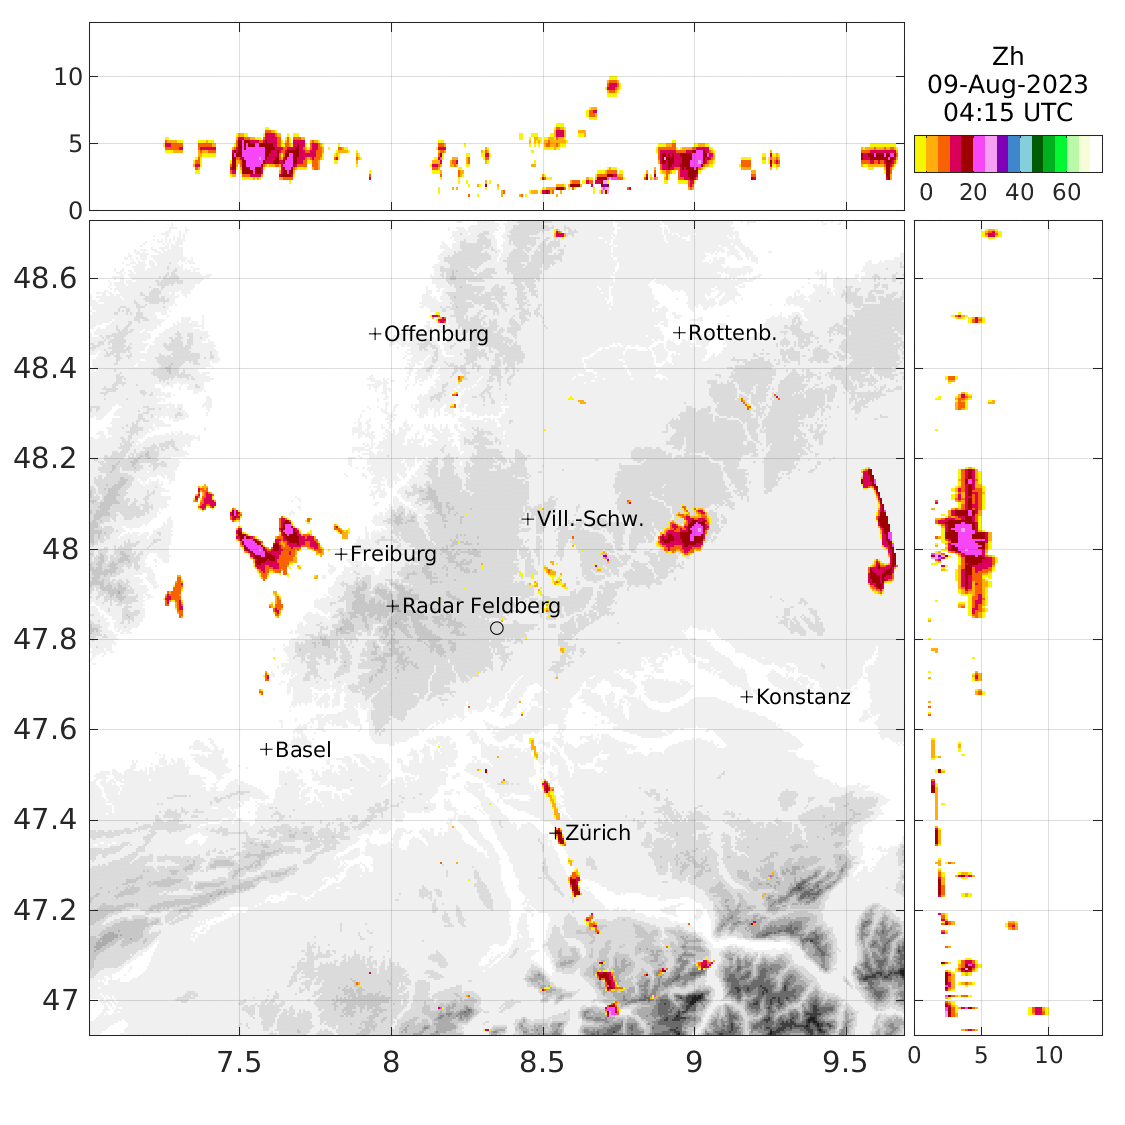 Zh
09-Aug-2023
04:15 UTC
0 20 40 60
10
5
0
48.6
48.4
48.2
48
47.8
47.6
47.4
47.2
47
Offenburg
Rottenb.
Vill.-Schw.
Freiburg
Radar Feldberg
Konstanz
Basel
Zürich
7.5 8 8.5 9 9.5
0 5 10